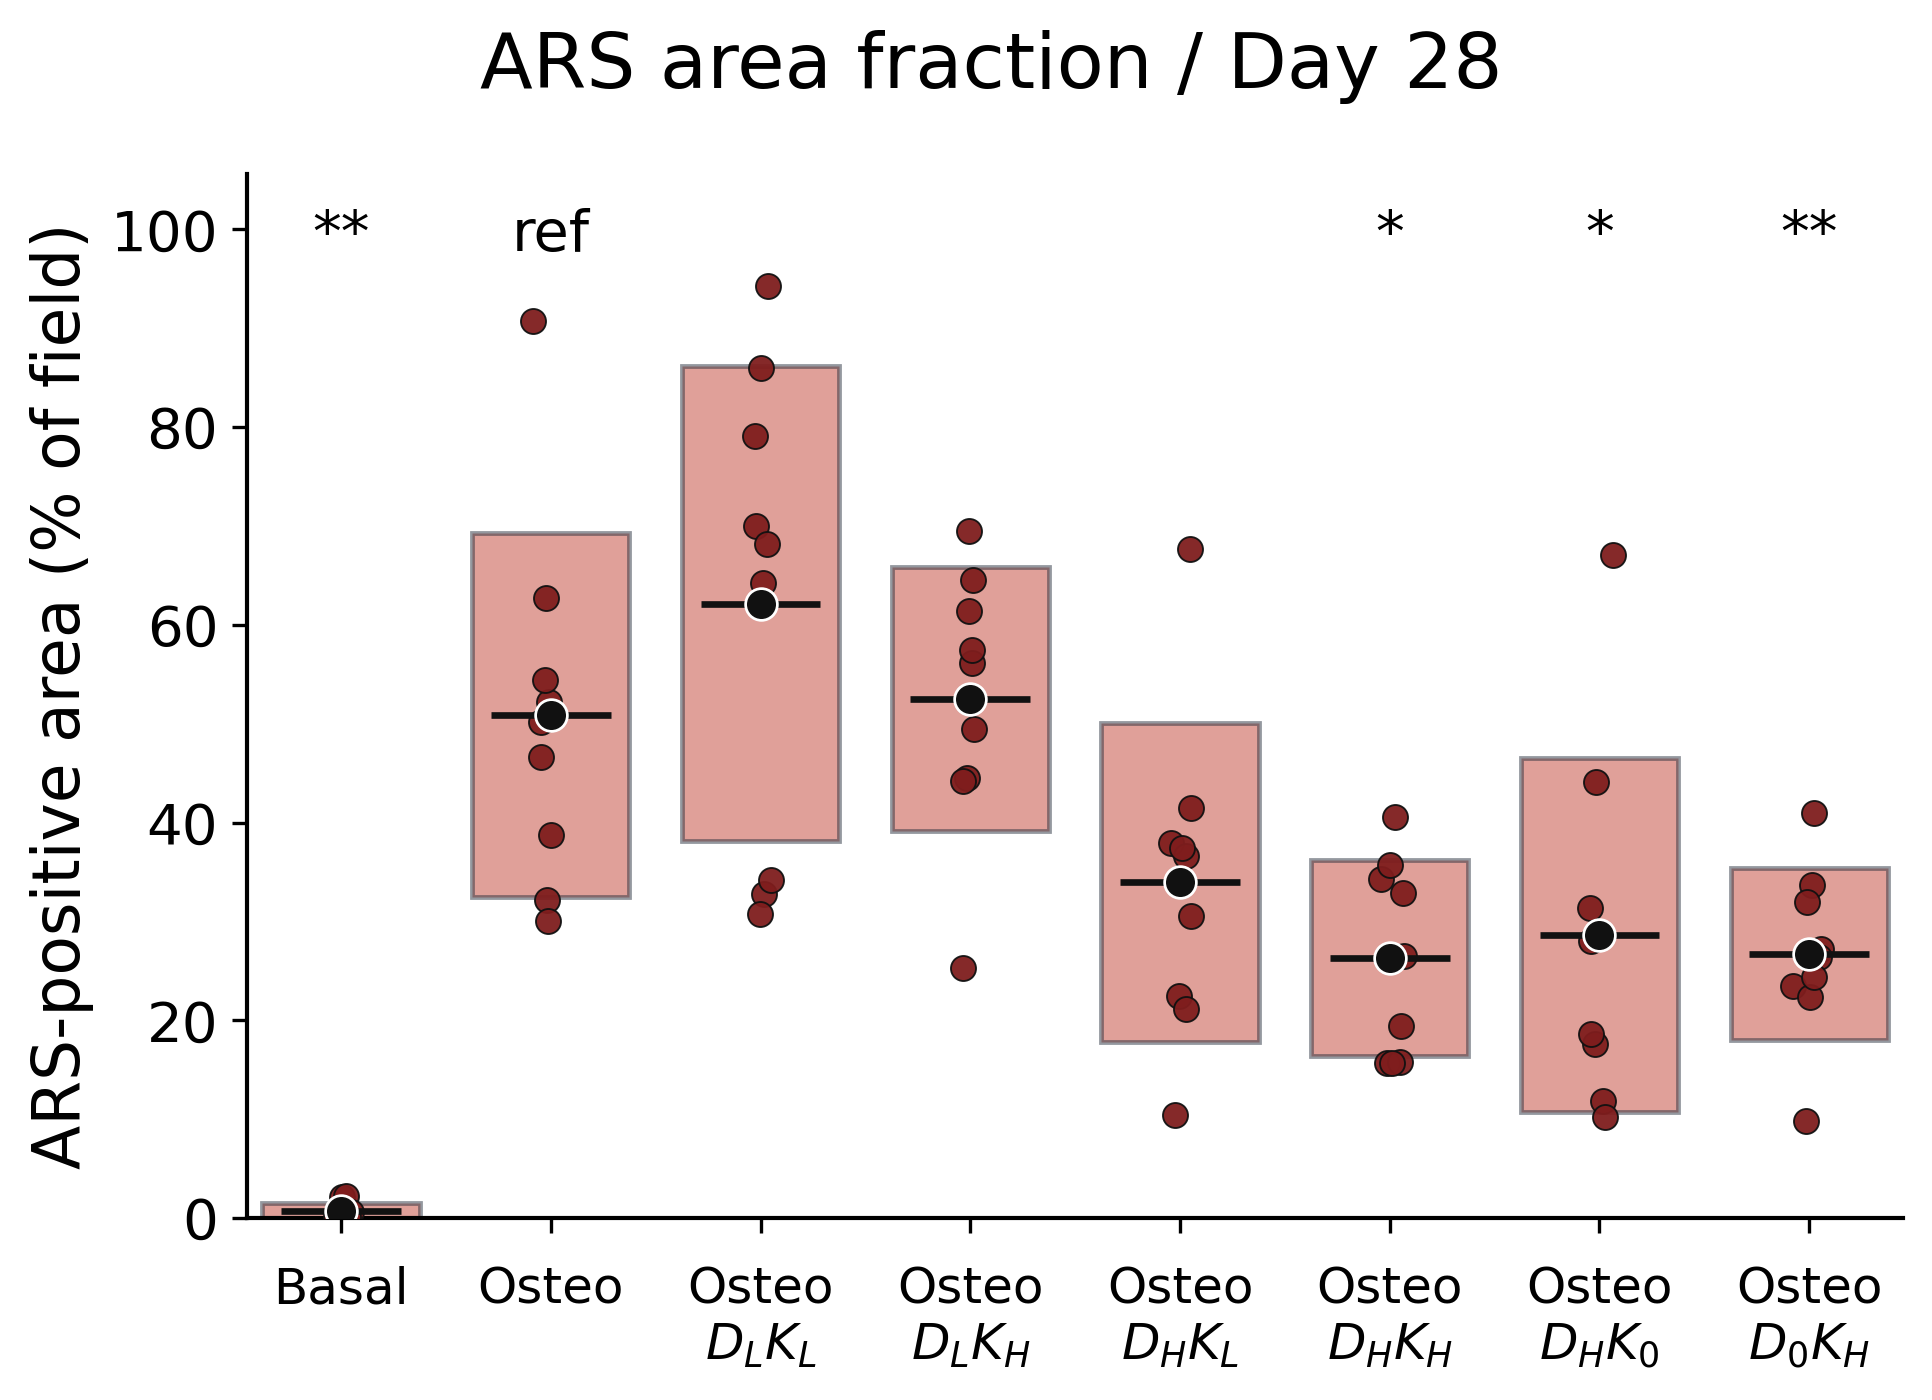 ARS area fraction / Day 28
ARS-positive area (% of field)
100
80
60
40
20
0
** ref * * **
Basal Osteo Osteo Osteo Osteo Osteo Osteo Osteo
D_LK_L D_LK_H D_HK_L D_HK_H D_HK_0 D_0K_H